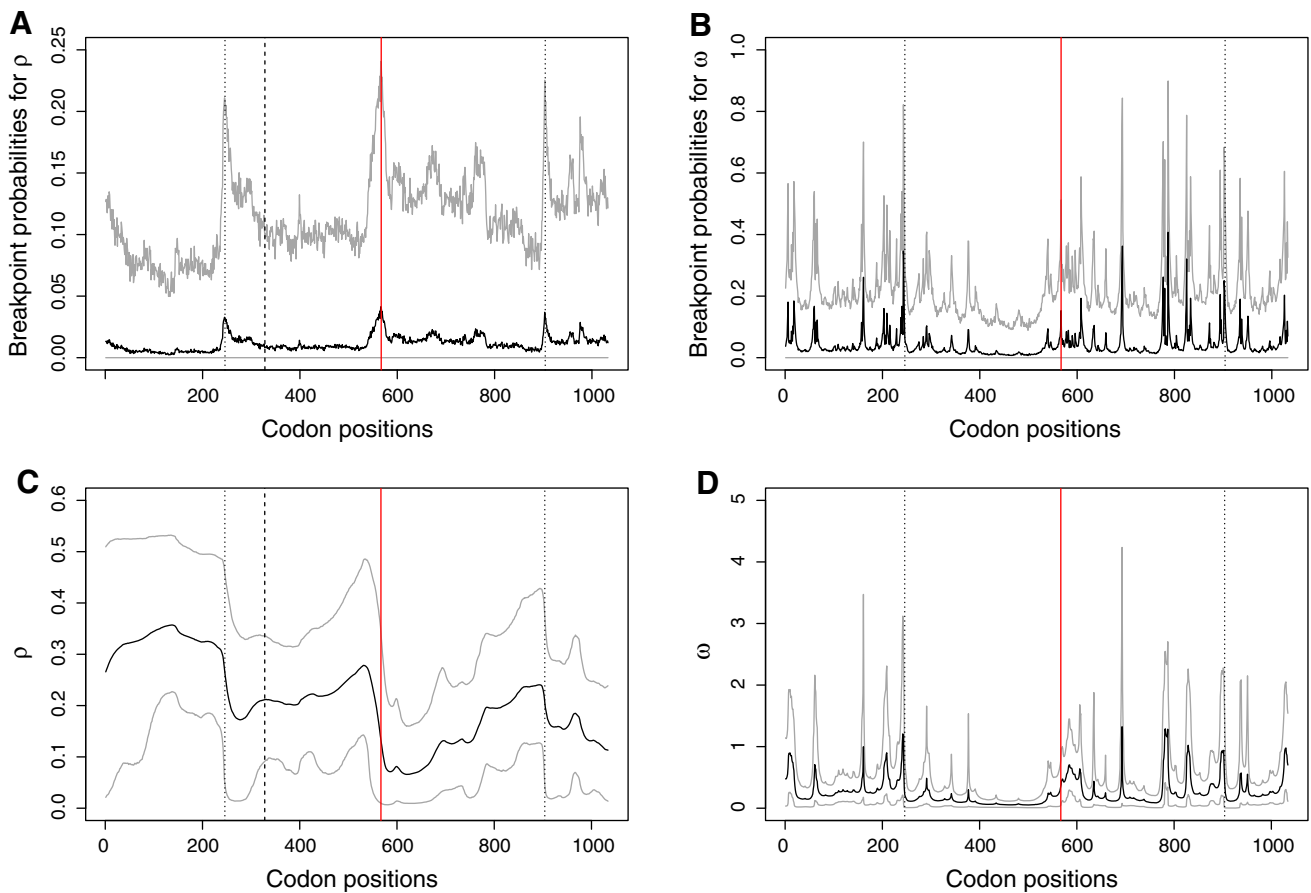 A
Breakpoint probabilities for ρ
0.25
0.20
0.15
0.10
0.05
0.00
200 400 600 800 1000
Codon positions
B
Breakpoint probabilities for ω
1.0
0.8
0.6
0.4
0.2
0.0
0 200 400 600 800 1000
Codon positions
C
ρ
0.6
0.5
0.4
0.3
0.2
0.1
0.0
0 200 400 600 800 1000
Codon positions
D
ω
5
4
3
2
1
0
0 200 400 600 800 1000
Codon positions